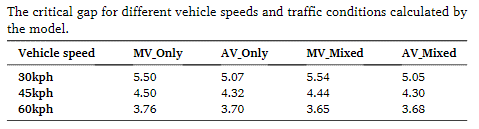 The critical gap for different vehicle speeds and traffic conditions calculated by
the model.
Vehicle speed MV_Only AV_Only MV_Mixed AV_Mixed
30kph 5.50 5.07 5.54 5.05
45kph 4.50 4.32 4.44 4.30
60kph 3.76 3.70 3.65 3.68